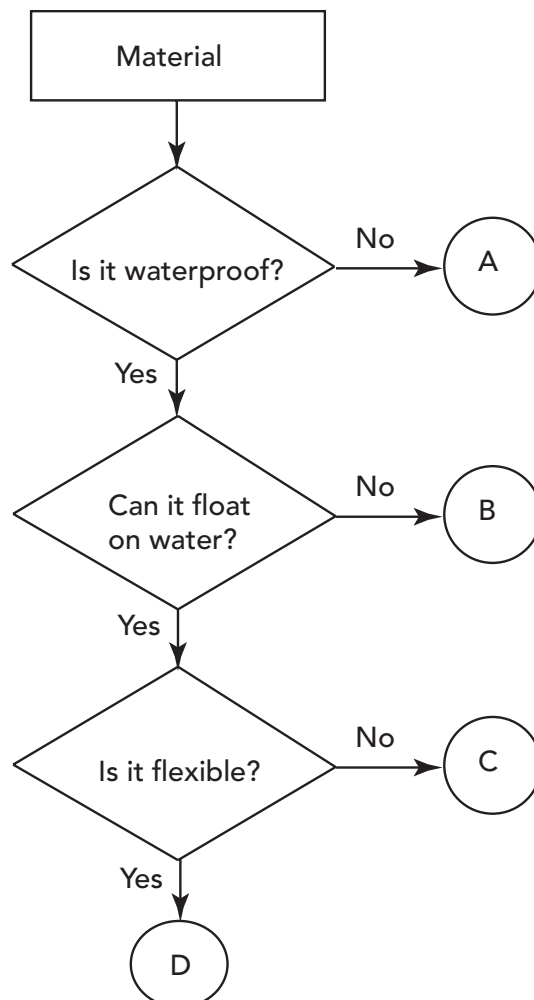 Material
Is it waterproof?
No
A
Yes
Can it float
on water?
No
B
Yes
Is it flexible?
No
C
Yes
D